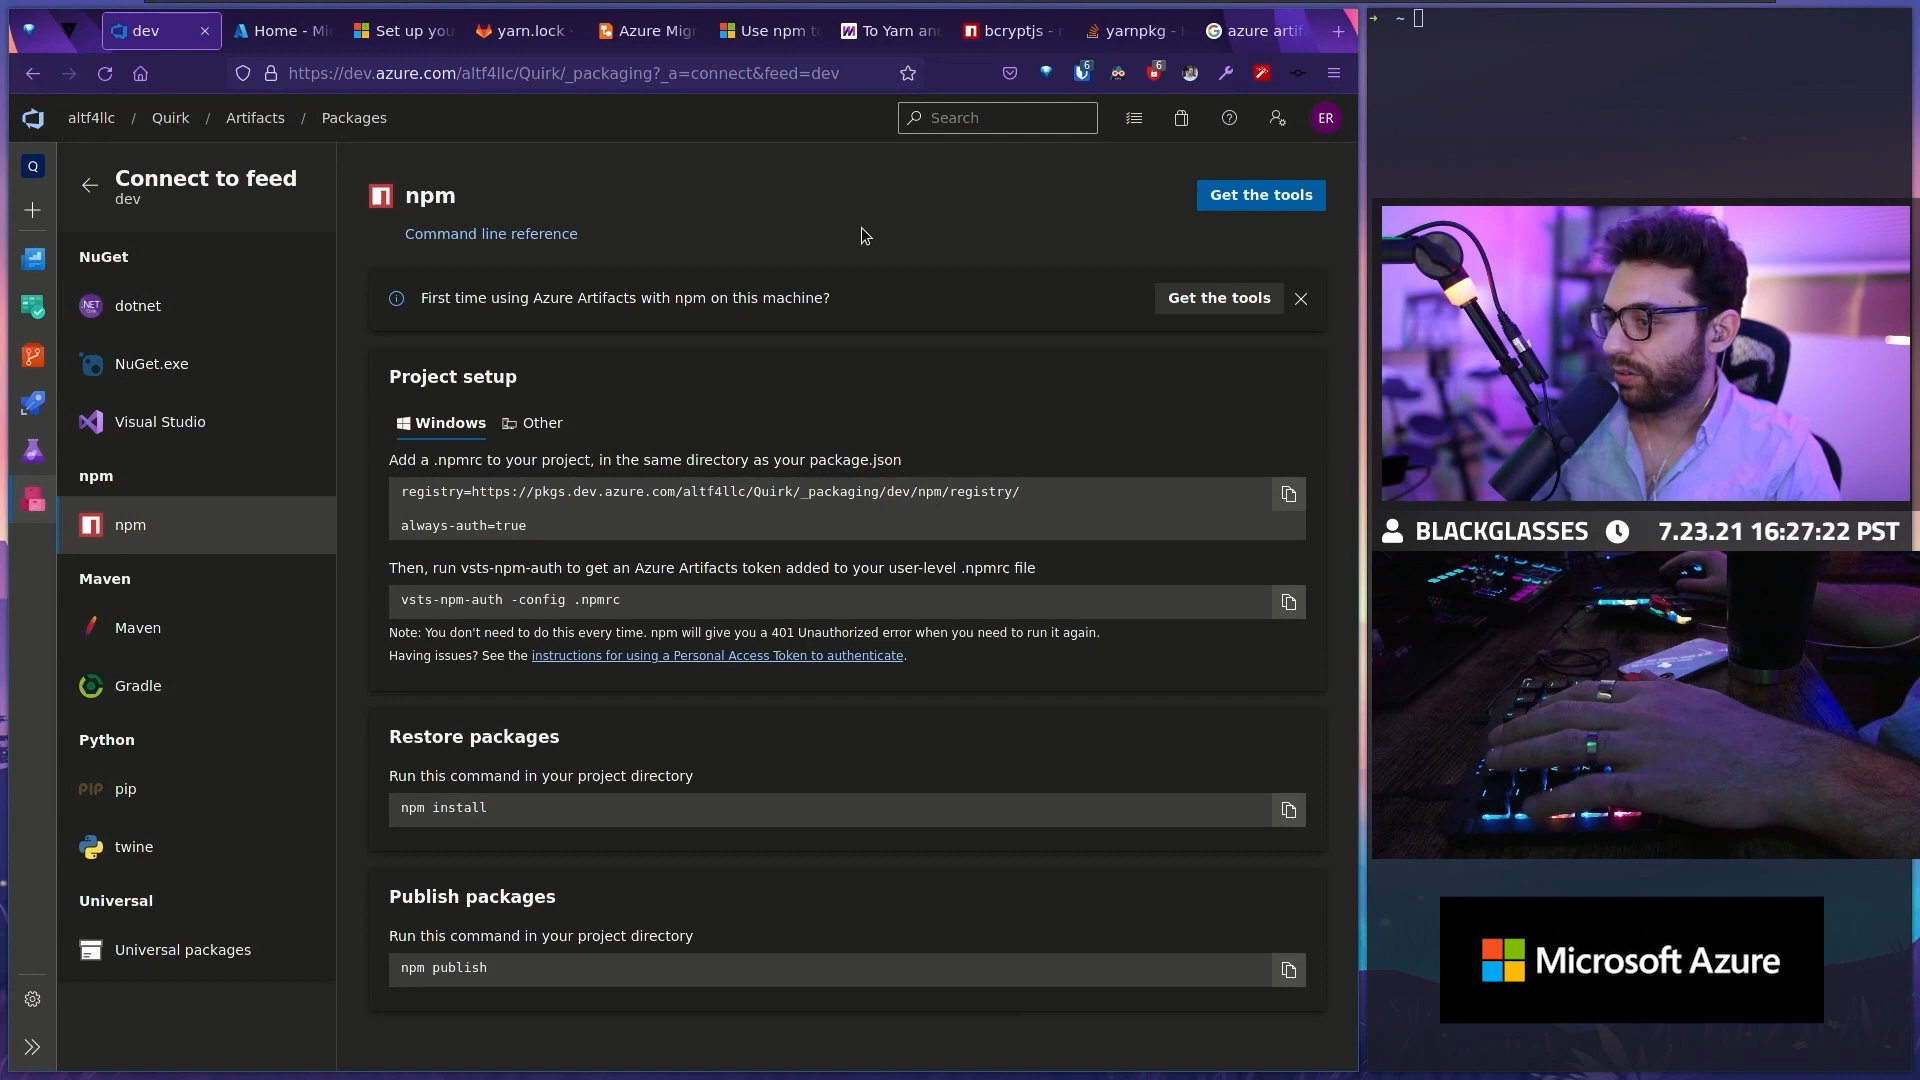 dev
Home - Mi
Set up you
yarn.lock
Azure Mig
Use npm t
To Yarn an
bcryptjs - 
yarnpkg - 
azure artif
https://dev.azure.com/altf4llc/Quirk/_packaging?_a=connect&feed=dev
6
6
altf4llc / Quirk / Artifacts / Packages
Search
ER
Q
Connect to feed
dev
NuGet
.NET
dotnet
NuGet.exe
Visual Studio
npm
npm
Maven
Maven
Gradle
Python
PIP
pip
twine
Universal
Universal packages
npm
Get the tools
Command line reference
First time using Azure Artifacts with npm on this machine?
Get the tools
Project setup
Windows
Other
Add a .npmrc to your project, in the same directory as your package.json
registry=https://pkgs.dev.azure.com/altf4llc/Quirk/_packaging/dev/npm/registry/
always-auth=true
Then, run vsts-npm-auth to get an Azure Artifacts token added to your user-level .npmrc file
vsts-npm-auth -config .npmrc
Note: You don't need to do this every time. npm will give you a 401 Unauthorized error when you need to run it again.
Having issues? See the instructions for using a Personal Access Token to authenticate.
Restore packages
Run this command in your project directory
npm install
Publish packages
Run this command in your project directory
npm publish
→ ~
BLACKGLASSES
7.23.21 16:27:22 PST
Microsoft Azure